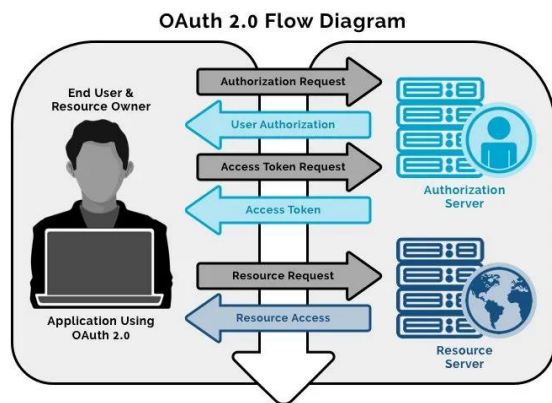 OAuth 2.0 Flow Diagram
End User &
Resource Owner
Application Using
OAuth 2.0
Authorization Request
User Authorization
Access Token Request
Access Token
Resource Request
Resource Access
Authorization
Server
Resource
Server